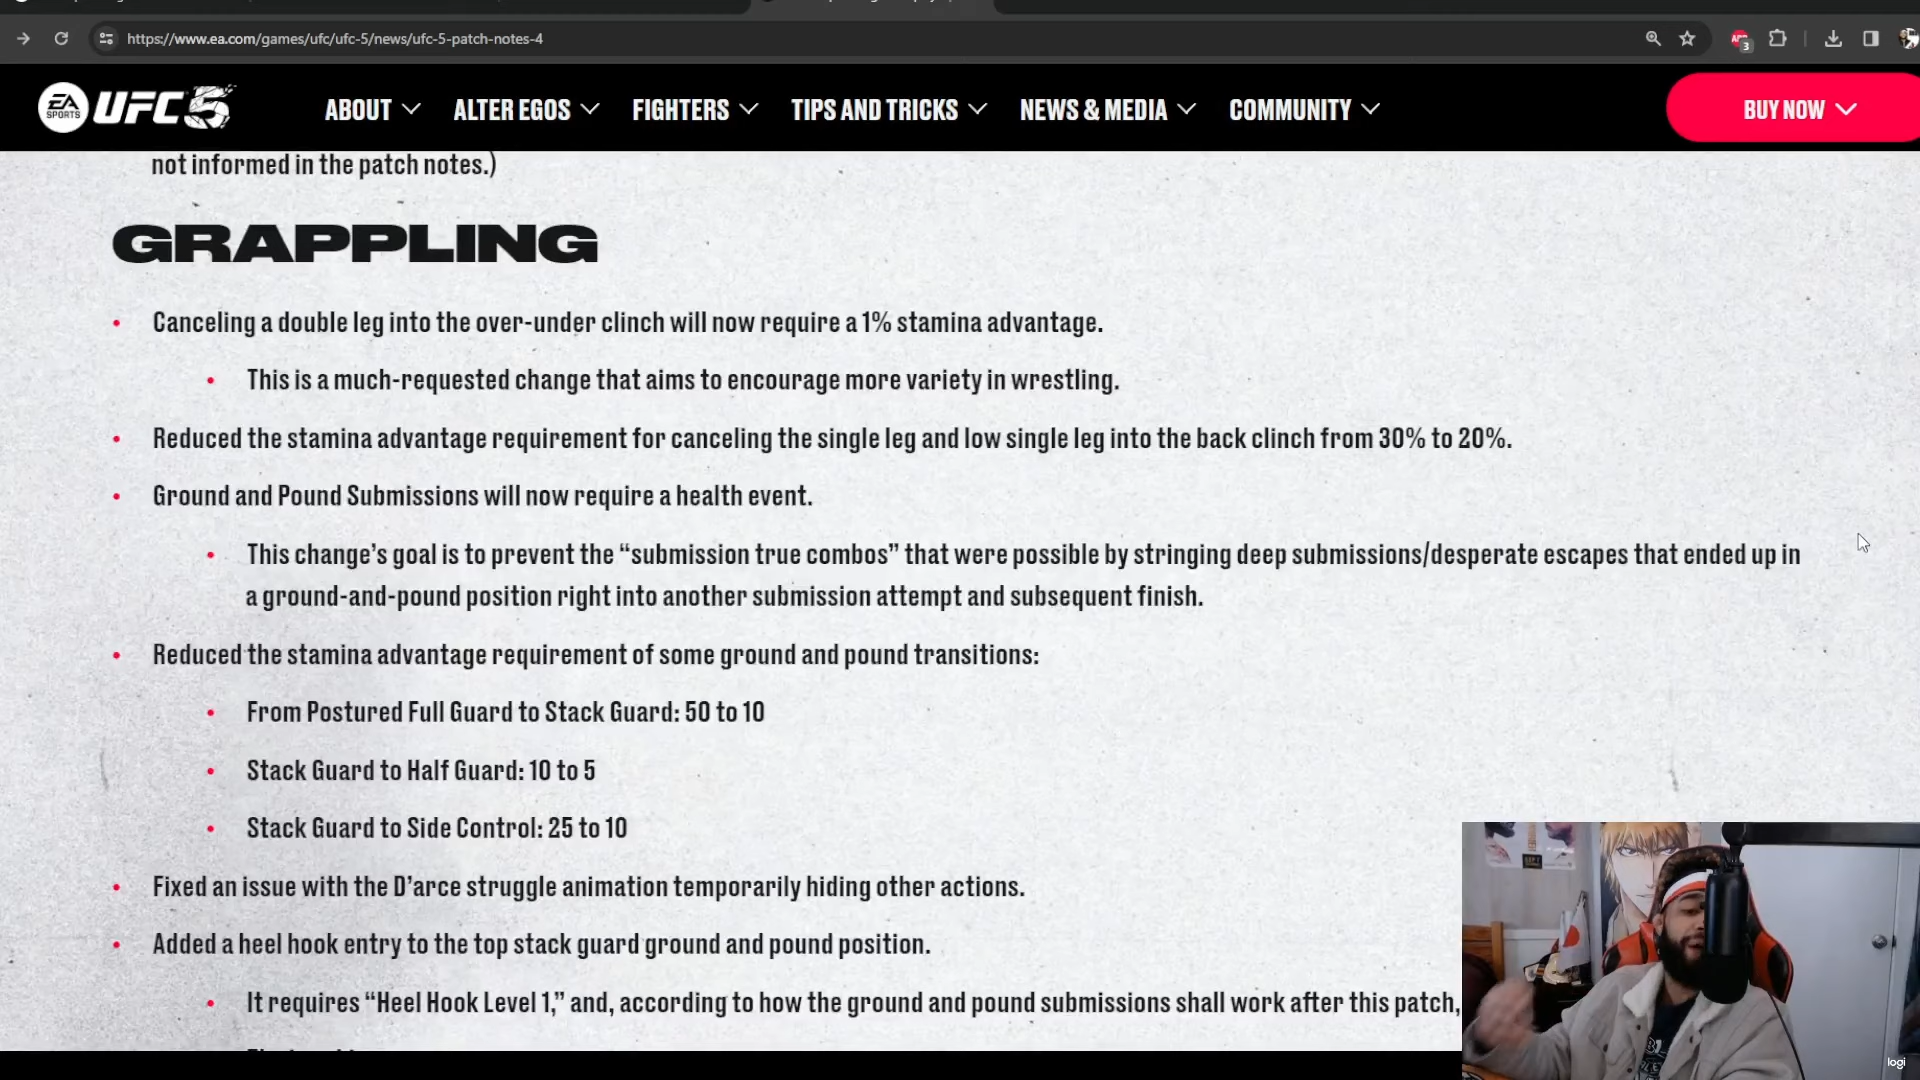 https://www.ea.com/games/ufc/ufc-5/news/ufc-5-patch-notes-4
3
EA SPORTS UFC 5
ABOUT ALTER EGOS FIGHTERS TIPS AND TRICKS NEWS & MEDIA COMMUNITY BUY NOW
not informed in the patch notes.)
GRAPPLING
• Canceling a double leg into the over-under clinch will now require a 1% stamina advantage.
• This is a much-requested change that aims to encourage more variety in wrestling.
• Reduced the stamina advantage requirement for canceling the single leg and low single leg into the back clinch from 30% to 20%.
• Ground and Pound Submissions will now require a health event.
• This change's goal is to prevent the “submission true combos” that were possible by stringing deep submissions/desperate escapes that ended up in
a ground-and-pound position right into another submission attempt and subsequent finish.
• Reduced the stamina advantage requirement of some ground and pound transitions:
• From Postured Full Guard to Stack Guard: 50 to 10
• Stack Guard to Half Guard: 10 to 5
• Stack Guard to Side Control: 25 to 10
• Fixed an issue with the D’arce struggle animation temporarily hiding other actions.
• Added a heel hook entry to the top stack guard ground and pound position.
• It requires “Heel Hook Level 1,” and, according to how the ground and pound submissions shall work after this patch,
logi